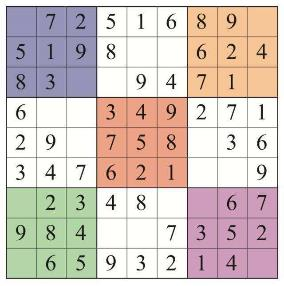 7 2 5 1 6 8 9
5 1 9 8 6 2 4
8 3 9 4 7 1
6 3 4 9 2 7 1
2 9 7 5 8 3 6
3 4 7 6 2 1 9
2 3 4 8 6 7
9 8 4 7 3 5 2
6 5 9 3 2 1 4